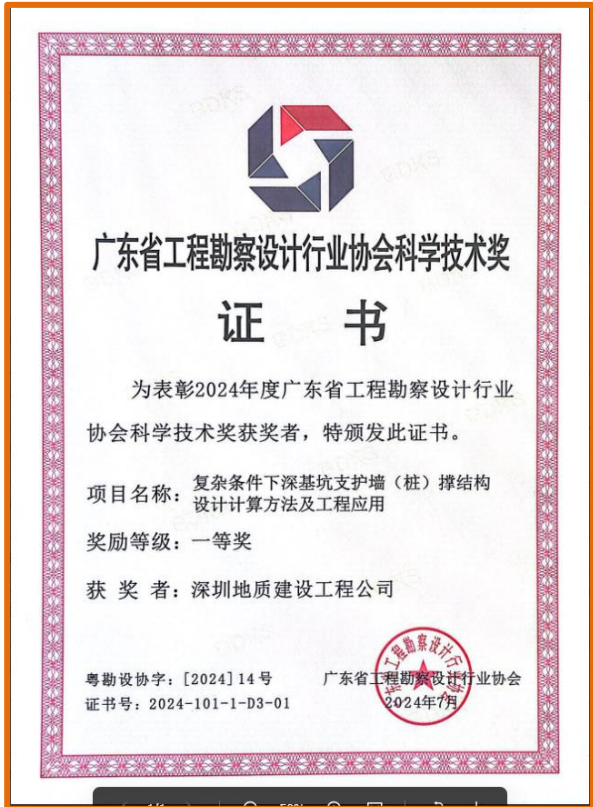 广东省工程勘察设计行业协会科学技术奖
证 书
为表彰2024年度广东省工程勘察设计行业
协会科学技术奖获奖者，特颁发此证书。
项目名称：复杂条件下深基坑支护墙（桩）撑结构
设计计算方法及工程应用
奖励等级：一等奖
获 奖 者：深圳地质建设工程公司
粤勘设协字：[2024]14号
广东省工程勘察设计行业协会
证书号：2024-101-1-D3-01
2024年7月